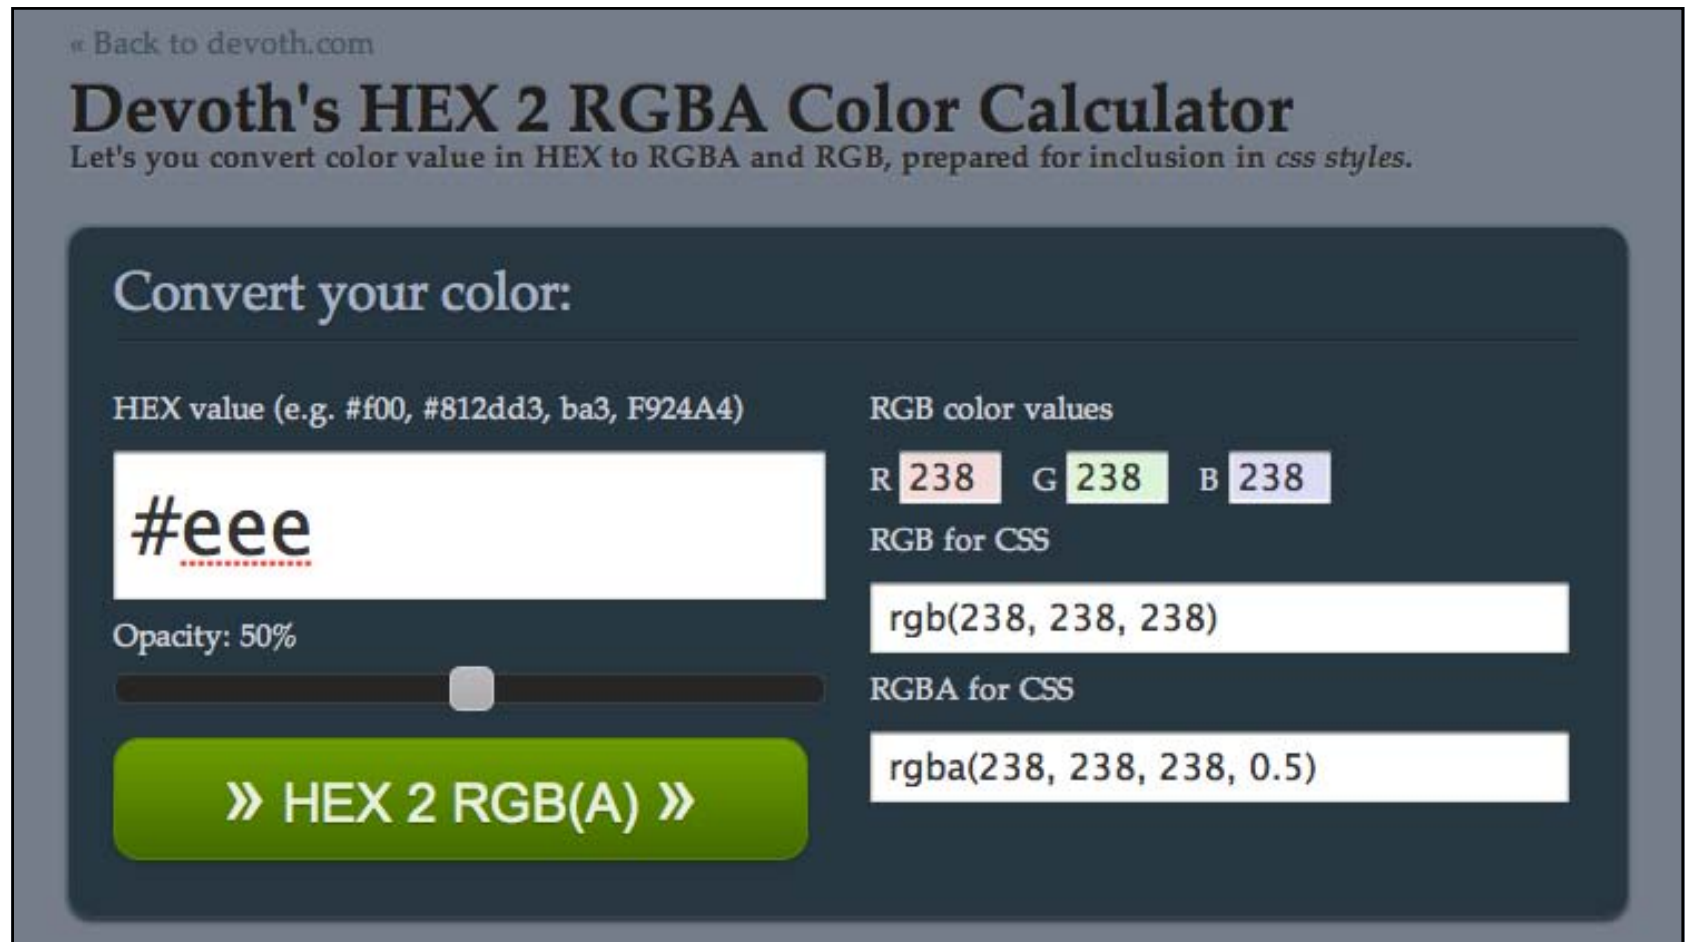 « Back to devoth.com
Devoth's HEX 2 RGBA Color Calculator
Let's you convert color value in HEX to RGBA and RGB, prepared for inclusion in css styles.
Convert your color:
HEX value (e.g. #f00, #812dd3, ba3, F924A4)
#eee
Opacity: 50%
» HEX 2 RGB(A) »
RGB color values
R 238 G 238 B 238
RGB for CSS
rgb(238, 238, 238)
RGBA for CSS
rgba(238, 238, 238, 0.5)